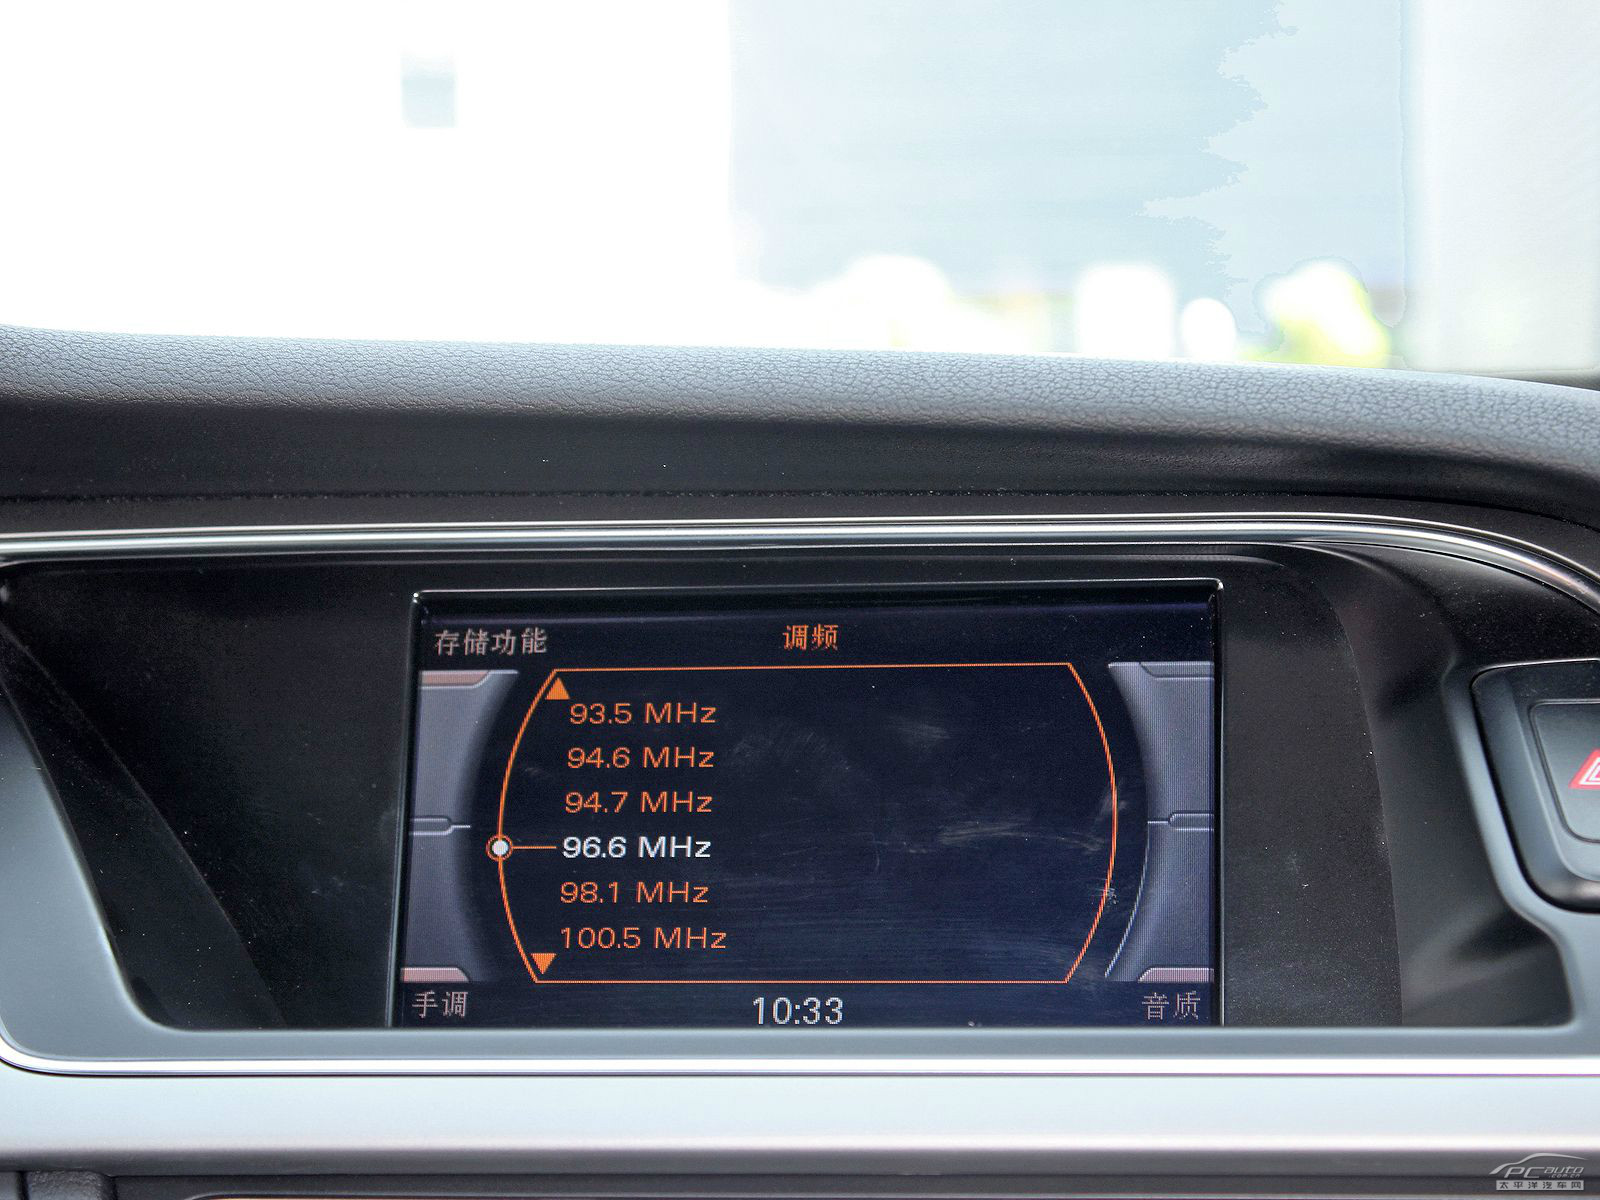 存储功能
调频
93.5 MHz
94.6 MHz
94.7 MHz
96.6 MHz
98.1 MHz
100.5 MHz
手调
10:33
音质
PCauto
太平洋汽车网